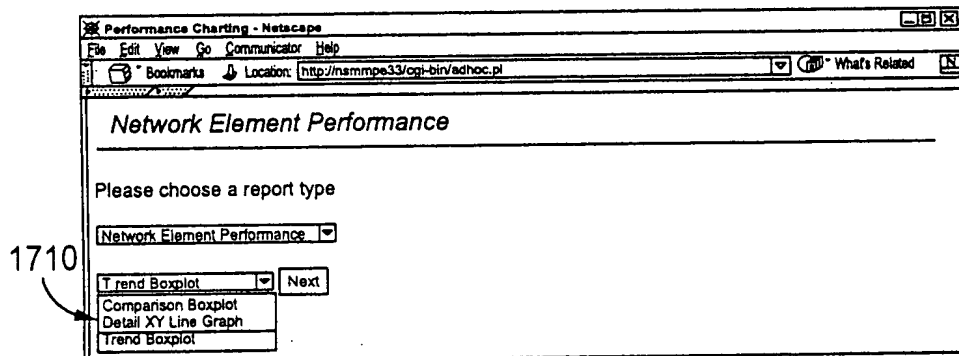 Performance Charting - Netscape
File Edit View Go Communicator Help
Bookmarks Location: http://nsmmpe33/cgi-bin/adhoc.pl What's Related N
Network Element Performance
Please choose a report type
Network Element Performance
1710
Trend Boxplot Next
Comparison Boxplot
Detail XY Line Graph
Trend Boxplot